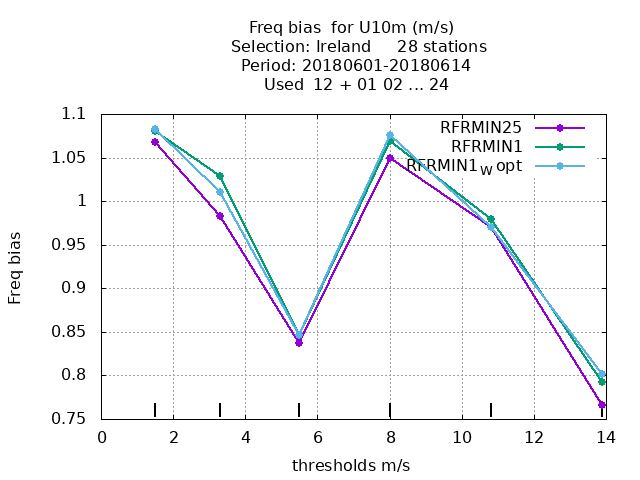 Freq bias for U10m (m/s)
Selection: Ireland 28 stations
Period: 20180601-20180614
Used 12 + 01 02 ... 24
RFRMIN25
RFRMIN1
RFRMIN1W opt
1.1
1.05
1
0.95
0.9
0.85
0.8
0.75
Freq bias
0 2 4 6 8 10 12 14
thresholds m/s